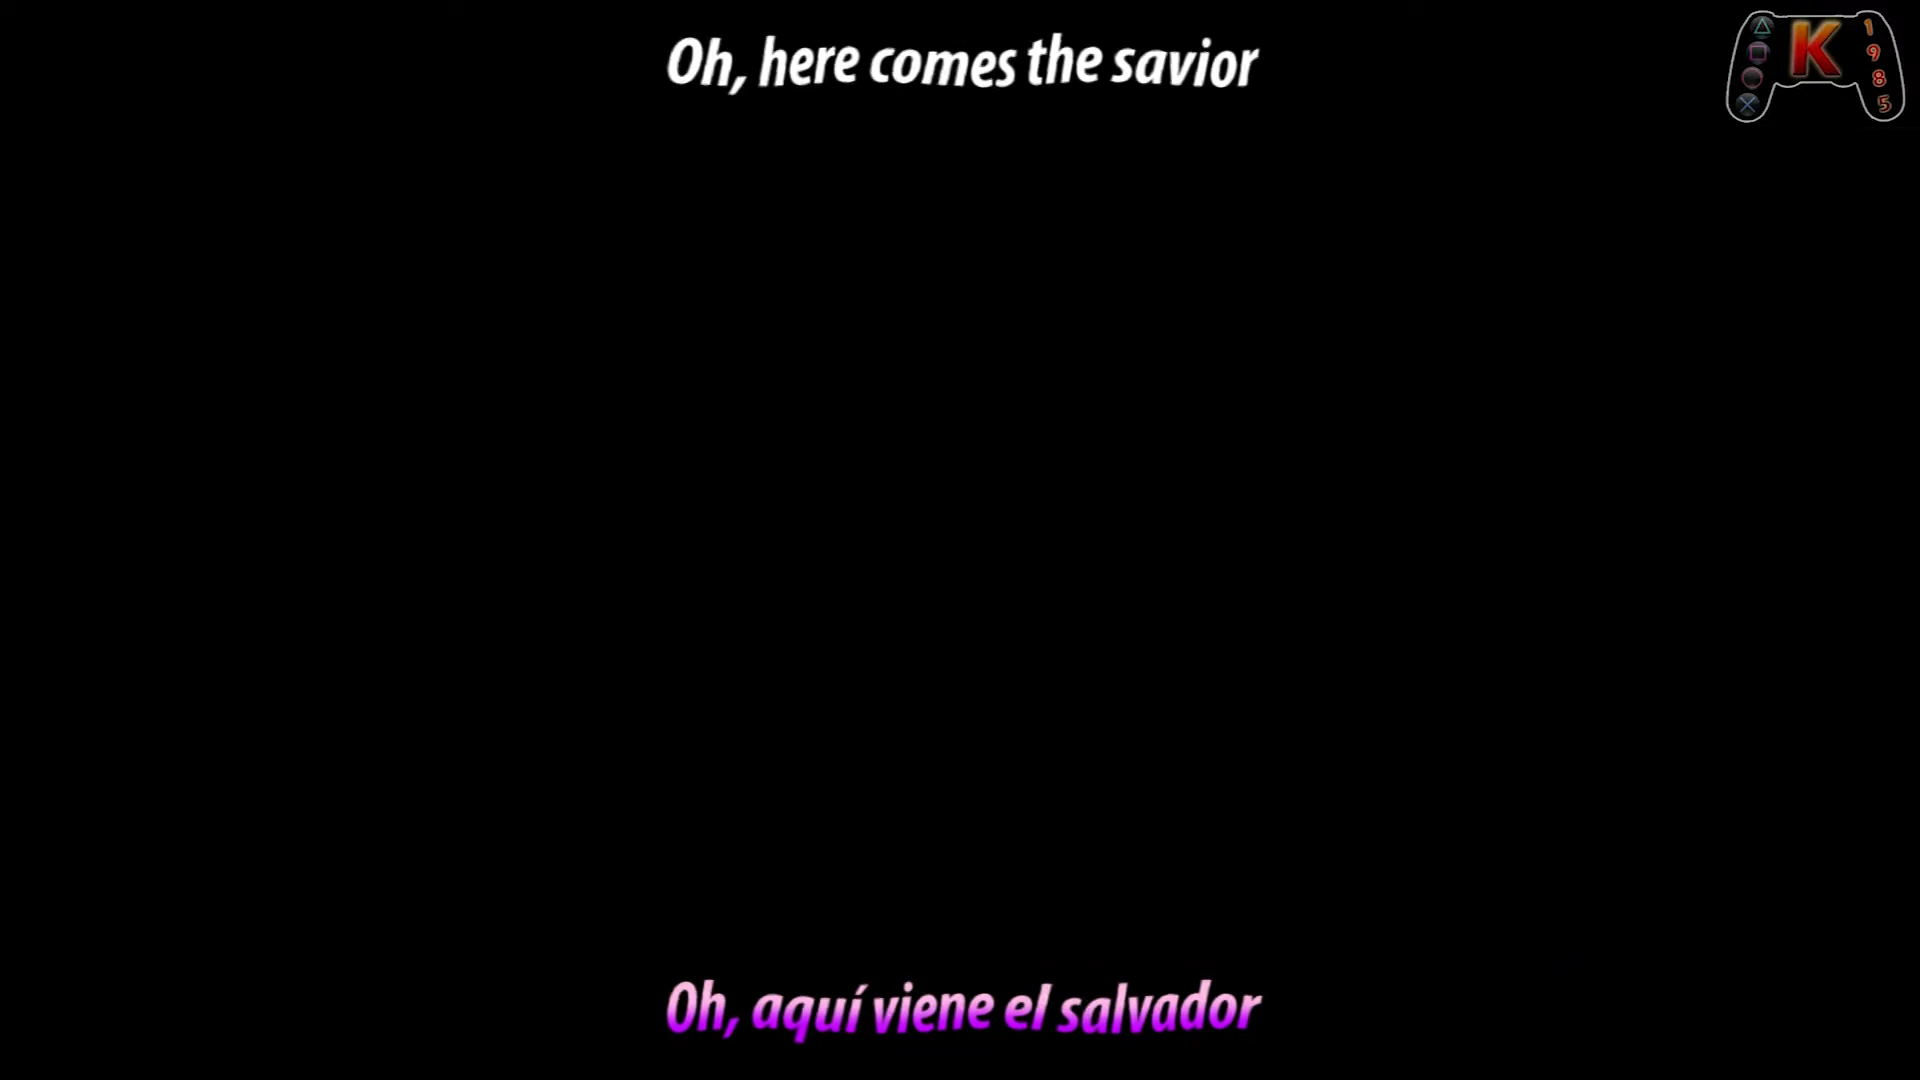 Oh, here comes the savior
K
1
9
8
5
Oh, aquí viene el salvador